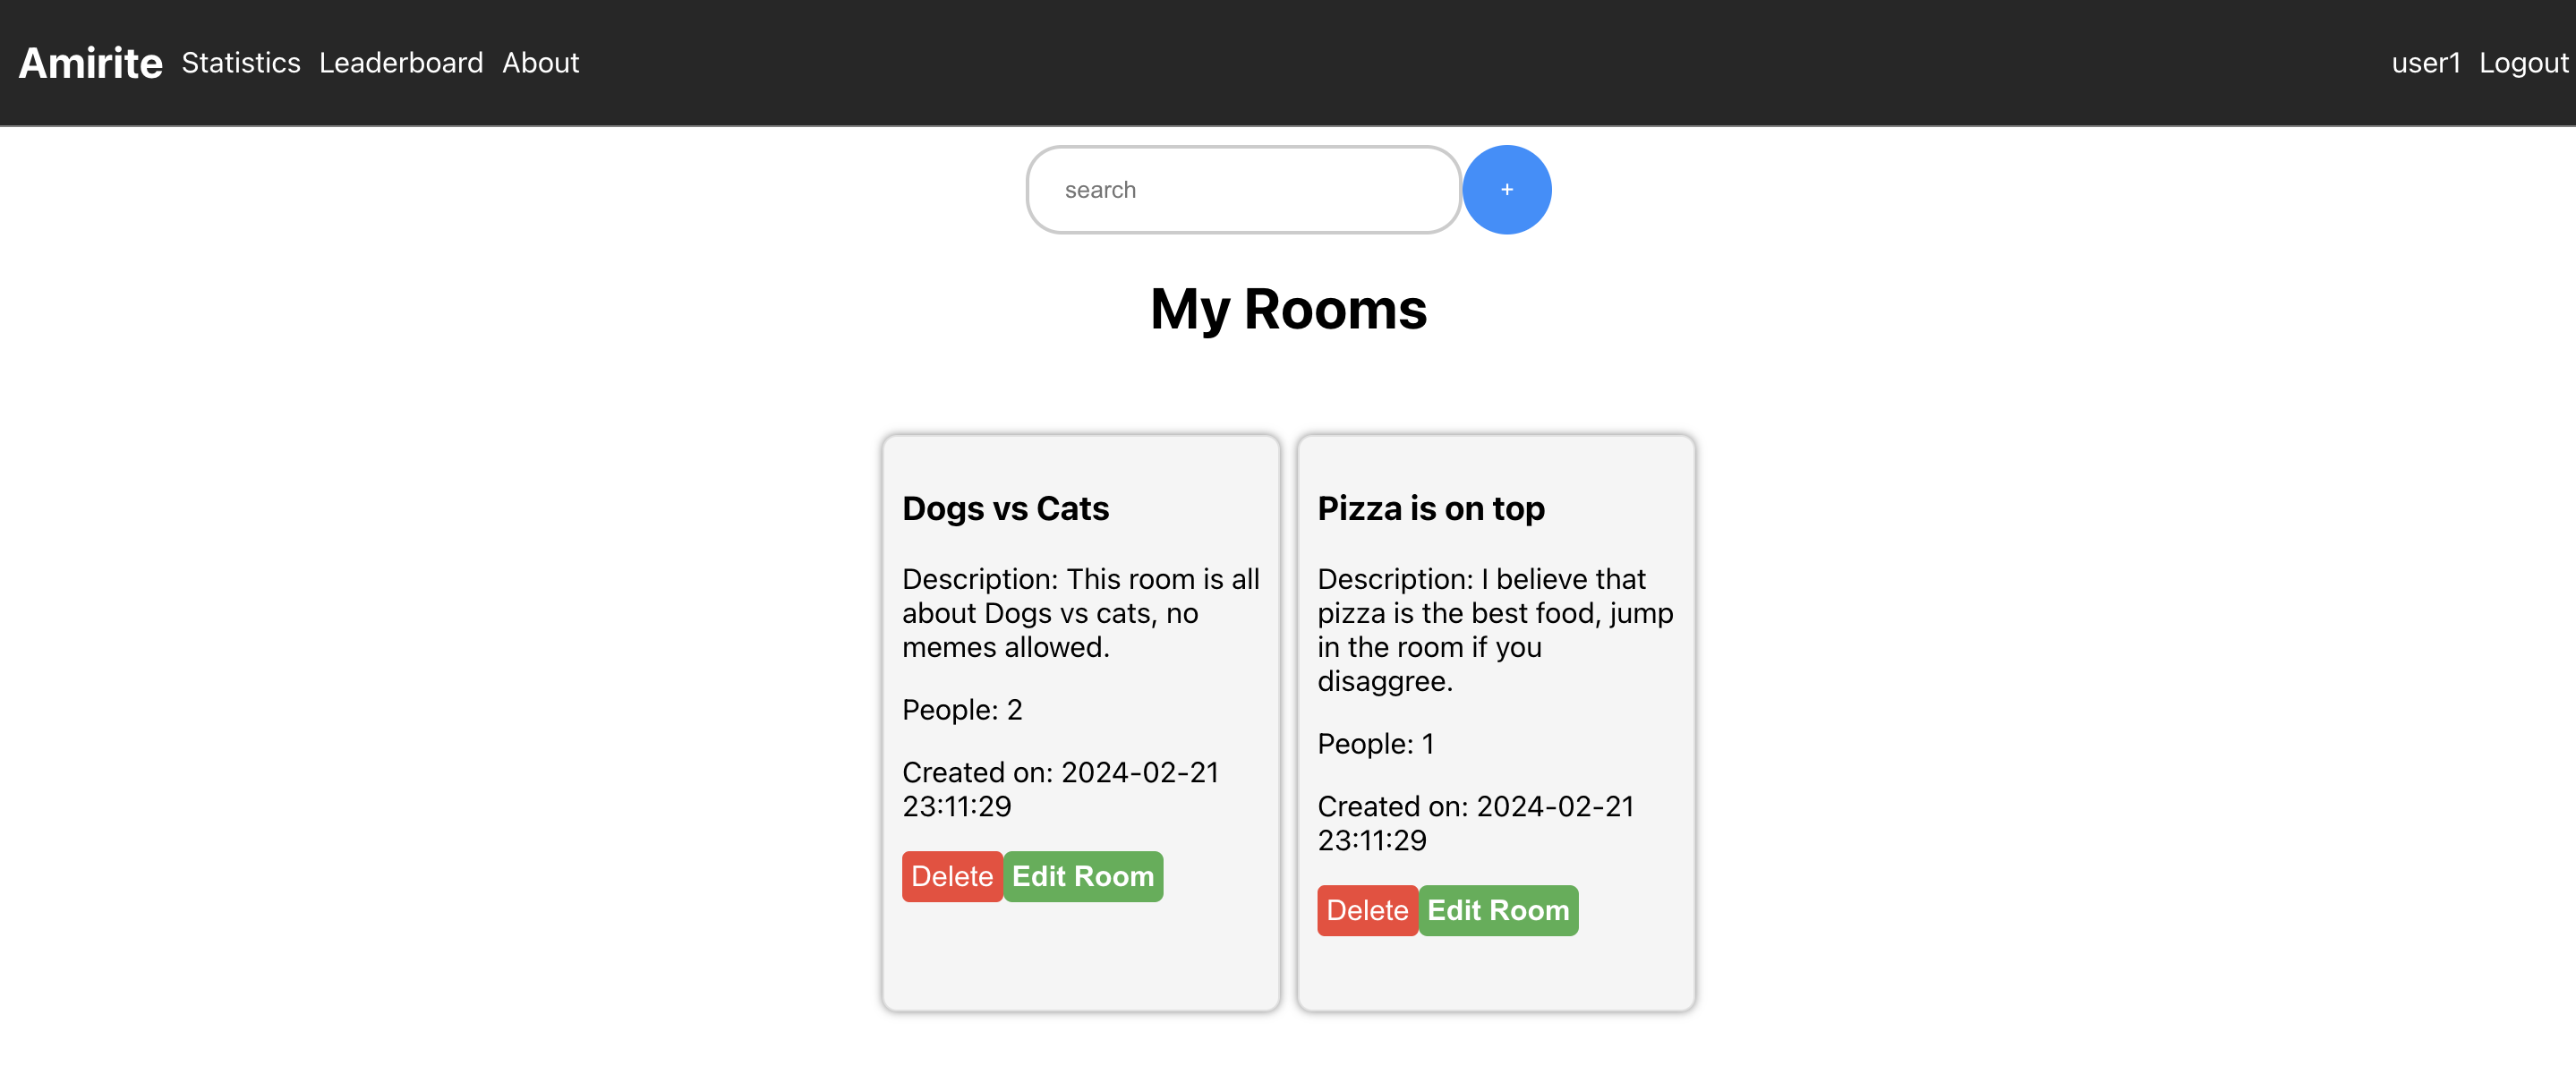 Amirite Statistics Leaderboard About user1 Logout
search +
My Rooms
Dogs vs Cats
Description: This room is all
about Dogs vs cats, no
memes allowed.
People: 2
Created on: 2024-02-21
23:11:29
Delete Edit Room
Pizza is on top
Description: I believe that
pizza is the best food, jump
in the room if you
disaggree.
People: 1
Created on: 2024-02-21
23:11:29
Delete Edit Room